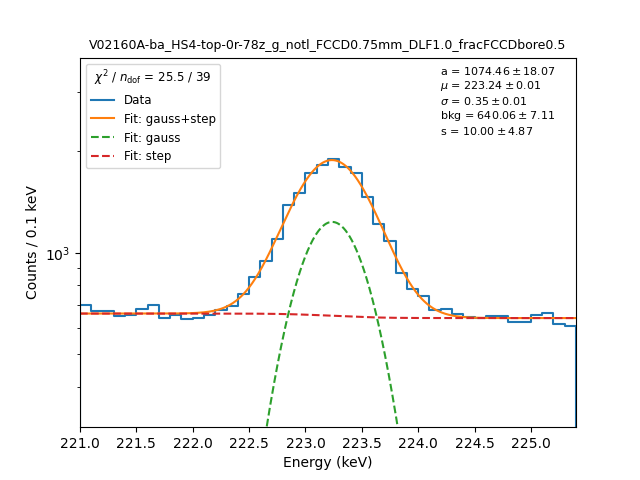 V02160A-ba_HS4-top-0r-78z_g_notl_FCCD0.75mm_DLF1.0_fracFCCDbore0.5
χ² / n_dof = 25.5 / 39
Data
Fit: gauss+step
Fit: gauss
Fit: step
a = 1074.46 ± 18.07
μ = 223.24 ± 0.01
σ = 0.35 ± 0.01
bkg = 640.06 ± 7.11
s = 10.00 ± 4.87
Counts / 0.1 keV
10³
221.0 221.5 222.0 222.5 223.0 223.5 224.0 224.5 225.0
Energy (keV)